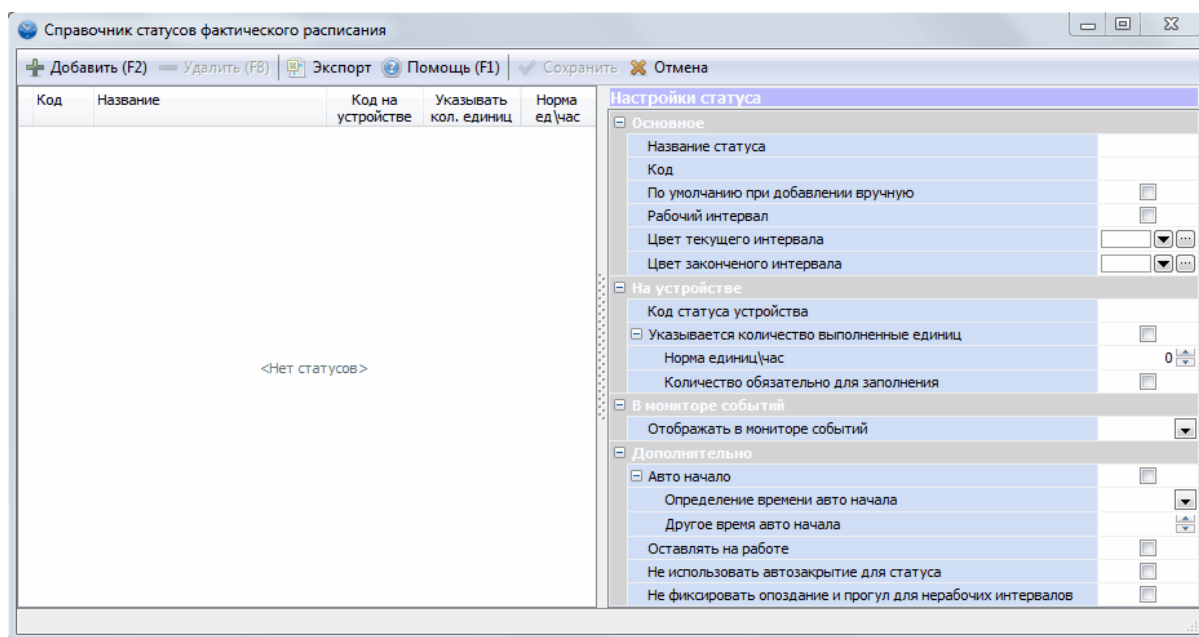 Справочник статусов фактического расписания
Добавить (F2) Удалить (F8) Экспорт Помощь (F1) Сохранить Отмена
Код Название Код на устройстве Указывать кол. единиц Норма ед\час
<Нет статусов>
Настройки статуса
Основное
Название статуса
Код
По умолчанию при добавлении вручную
Рабочий интервал
Цвет текущего интервала
Цвет законченого интервала
На устройстве
Код статуса устройства
Указывается количество выполненные единиц
Норма единиц\час 0
Количество обязательно для заполнения
В мониторе событий
Отображать в мониторе событий
Дополнительно
Авто начало
Определение времени авто начала
Другое время авто начала
Оставлять на работе
Не использовать автозакрытие для статуса
Не фиксировать опоздание и прогул для нерабочих интервалов